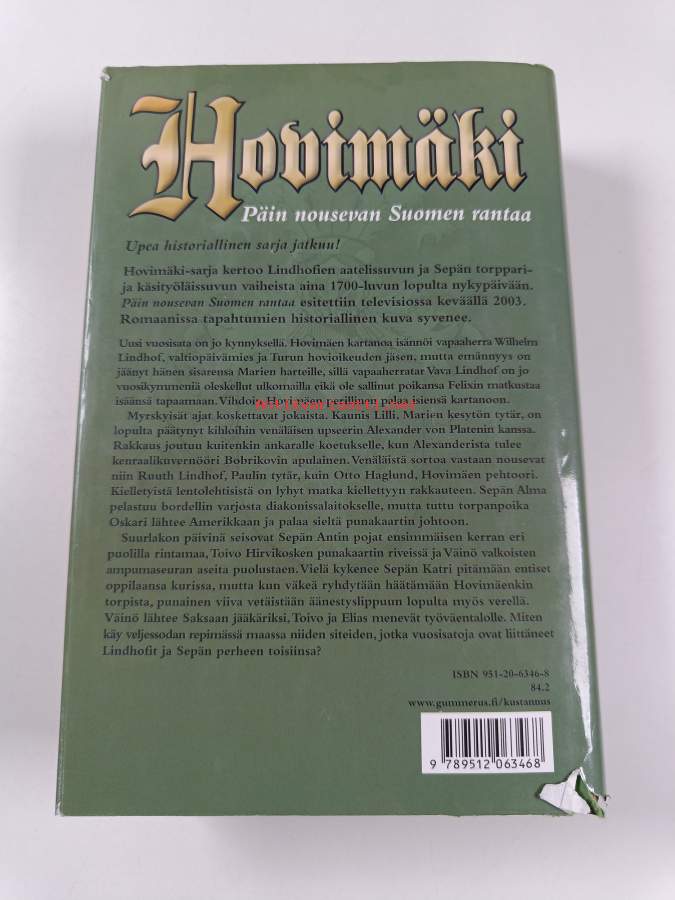 Hovimäki
Päin nousevan Suomen rantaa
Upea historiallinen sarja jatkuu!
Hovimäki-sarja kertoo Lindhofien aatelissuvun ja Sepän torppari-
ja käsityöläissuvun vaiheista aina 1700-luvun lopulta nykypäivään.
Päin nousevan Suomen rantaa esitettiin televisiossa keväällä 2003.
Romaanissa tapahtumien historiallinen kuva syvenee.
Uusi vuosisata on jo kynnyksellä. Hovimäen kartanoa isännöi vapaaherra Wilhelm
Lindhof, valtiopäivämies ja Turun hovioikeuden jäsen, mutta emännyys on
jäänyt hänen sisarensa Marien harteille, sillä vapaaherratar Vava Lindhof on jo
vuosikymmeniä oleskellut ulkomailla eikä ole sallinut poikansa Felixin matkustaa
isäänsä tapaamaan. Vihdoin Hovimäen perillinen palaa isiensä kartanoon.
Myrskyisät ajat koskettavat jokaista. Kaunis Lilli, Marien kesytön tytär, on
lopulta päätynyt kihloihin venäläisen upseerin Alexander von Platenin kanssa.
Rakkaus joutuu kuitenkin ankaralle koetukselle, kun Alexanderista tulee
kenraalikuvernööri Bobrikovin apulainen. Venäläistä sortoa vastaan nousevat
niin Ruuth Lindhof, Paulin tytär, kuin Otto Haglund, Hovimäen pehtoori.
Kielletyistä lentolehtisistä on lyhyt matka kiellettyyn rakkauteen. Sepän Alma
pelastuu bordellin varjosta diakonissalaitokselle, mutta tuttu torpanpoika
Oskari lähtee Amerikkaan ja palaa sieltä punakaartin johtoon.
Suurlakon päivinä seisovat Sepän Antin pojat ensimmäisen kerran eri
puolilla rintamaa, Toivo Hirvikosken punakaartin riveissä ja Väinö valkoisten
ampumaseuran aseita puolustaen. Vielä kykenee Sepän Katri pitämään entiset
oppilaansa kurissa, mutta kun väkeä ryhdytään häätämään Hovimäenkin
torpista, punainen viiva vetäistään äänestyslippuun lopulta myös verellä.
Väinö lähtee Saksaan jääkäriksi, Toivo ja Elias menevät työväentalolle. Miten
käy veljessodan repimässä maassa niiden siteiden, jotka vuosisatoja ovat liittäneet
Lindhofit ja Sepän perheen toisiinsa?
ISBN 951-20-6346-8
84.2
www.gummerus.fi/kustannus
9 789512 063468